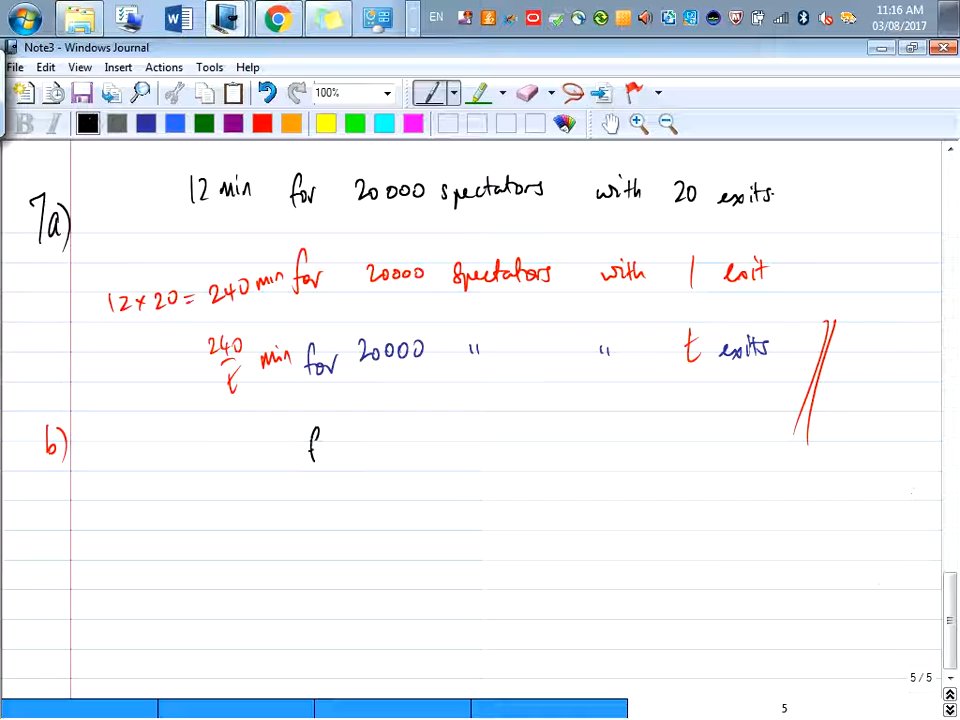 EN
11:16 AM
03/08/2017
Note3 - Windows Journal
File Edit View Insert Actions Tools Help
100%
B I
7a) 12 min for 20000 spectators with 20 exits
12 x 20 = 240 min for 20000 spectators with 1 exit
240/t min for 20000 " " t exits
b) f
5 / 5
5